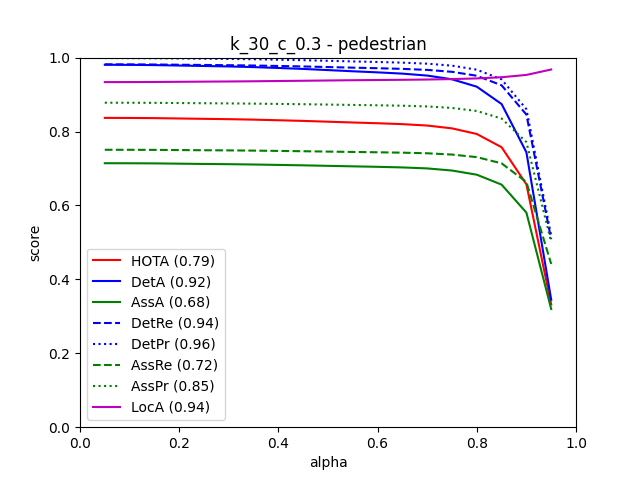 k_30_c_0.3 - pedestrian
1.0
0.8
0.6
0.4
0.2
0.0
score
HOTA (0.79)
DetA (0.92)
AssA (0.68)
DetRe (0.94)
DetPr (0.96)
AssRe (0.72)
AssPr (0.85)
LocA (0.94)
0.0 0.2 0.4 0.6 0.8 1.0
alpha